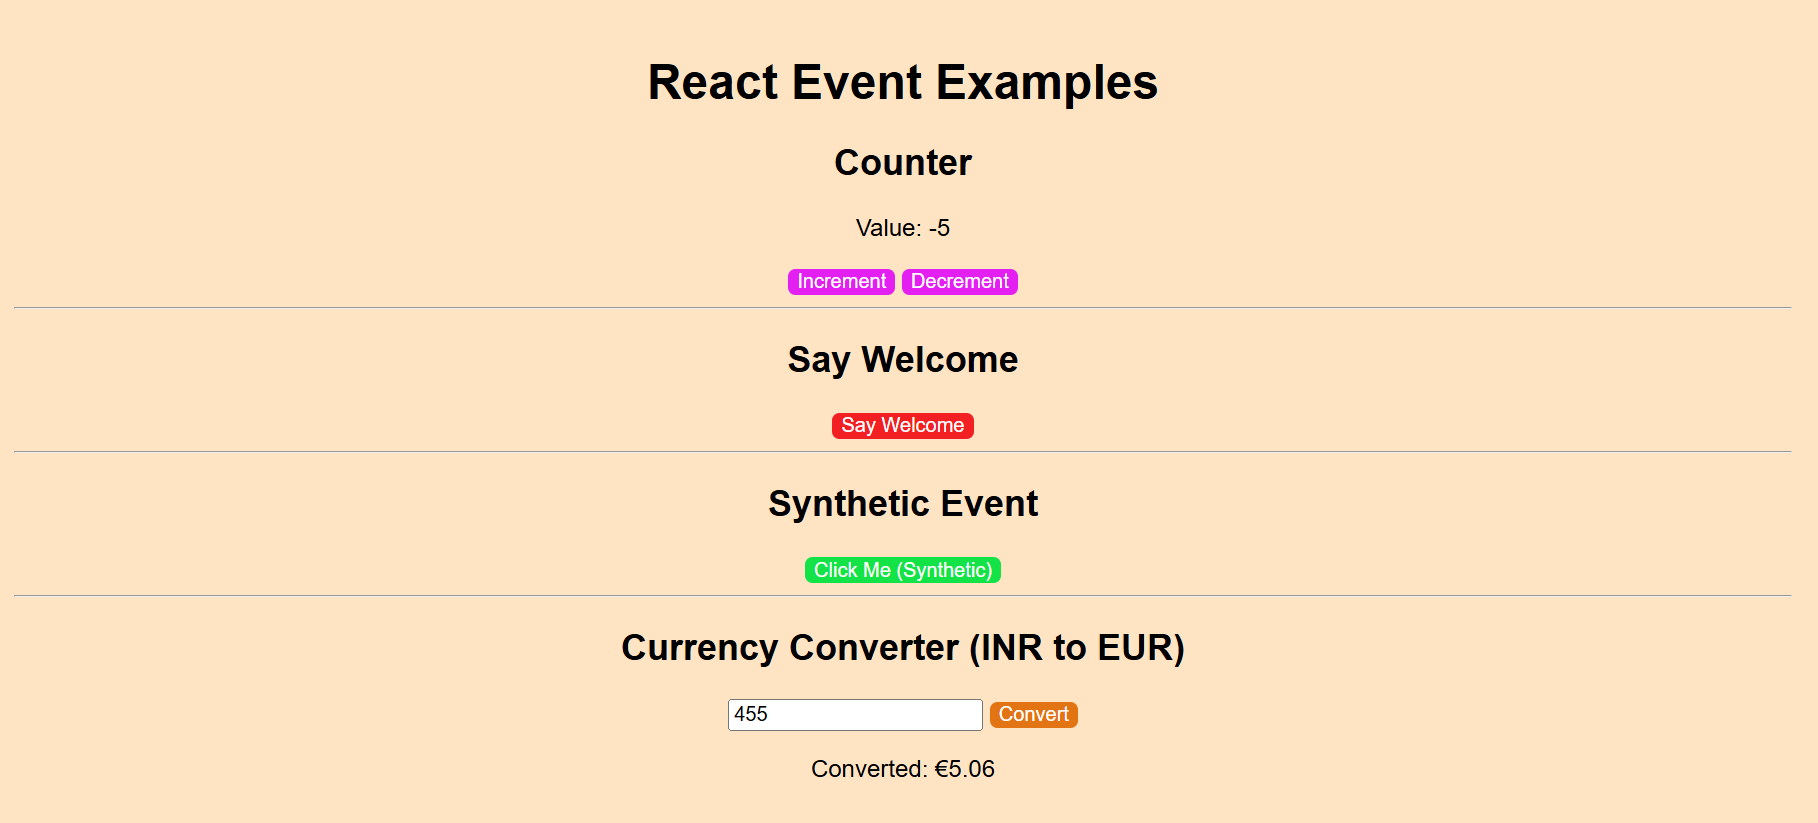 React Event Examples
Counter
Value: -5
Increment Decrement
Say Welcome
Say Welcome
Synthetic Event
Click Me (Synthetic)
Currency Converter (INR to EUR)
455 Convert
Converted: €5.06